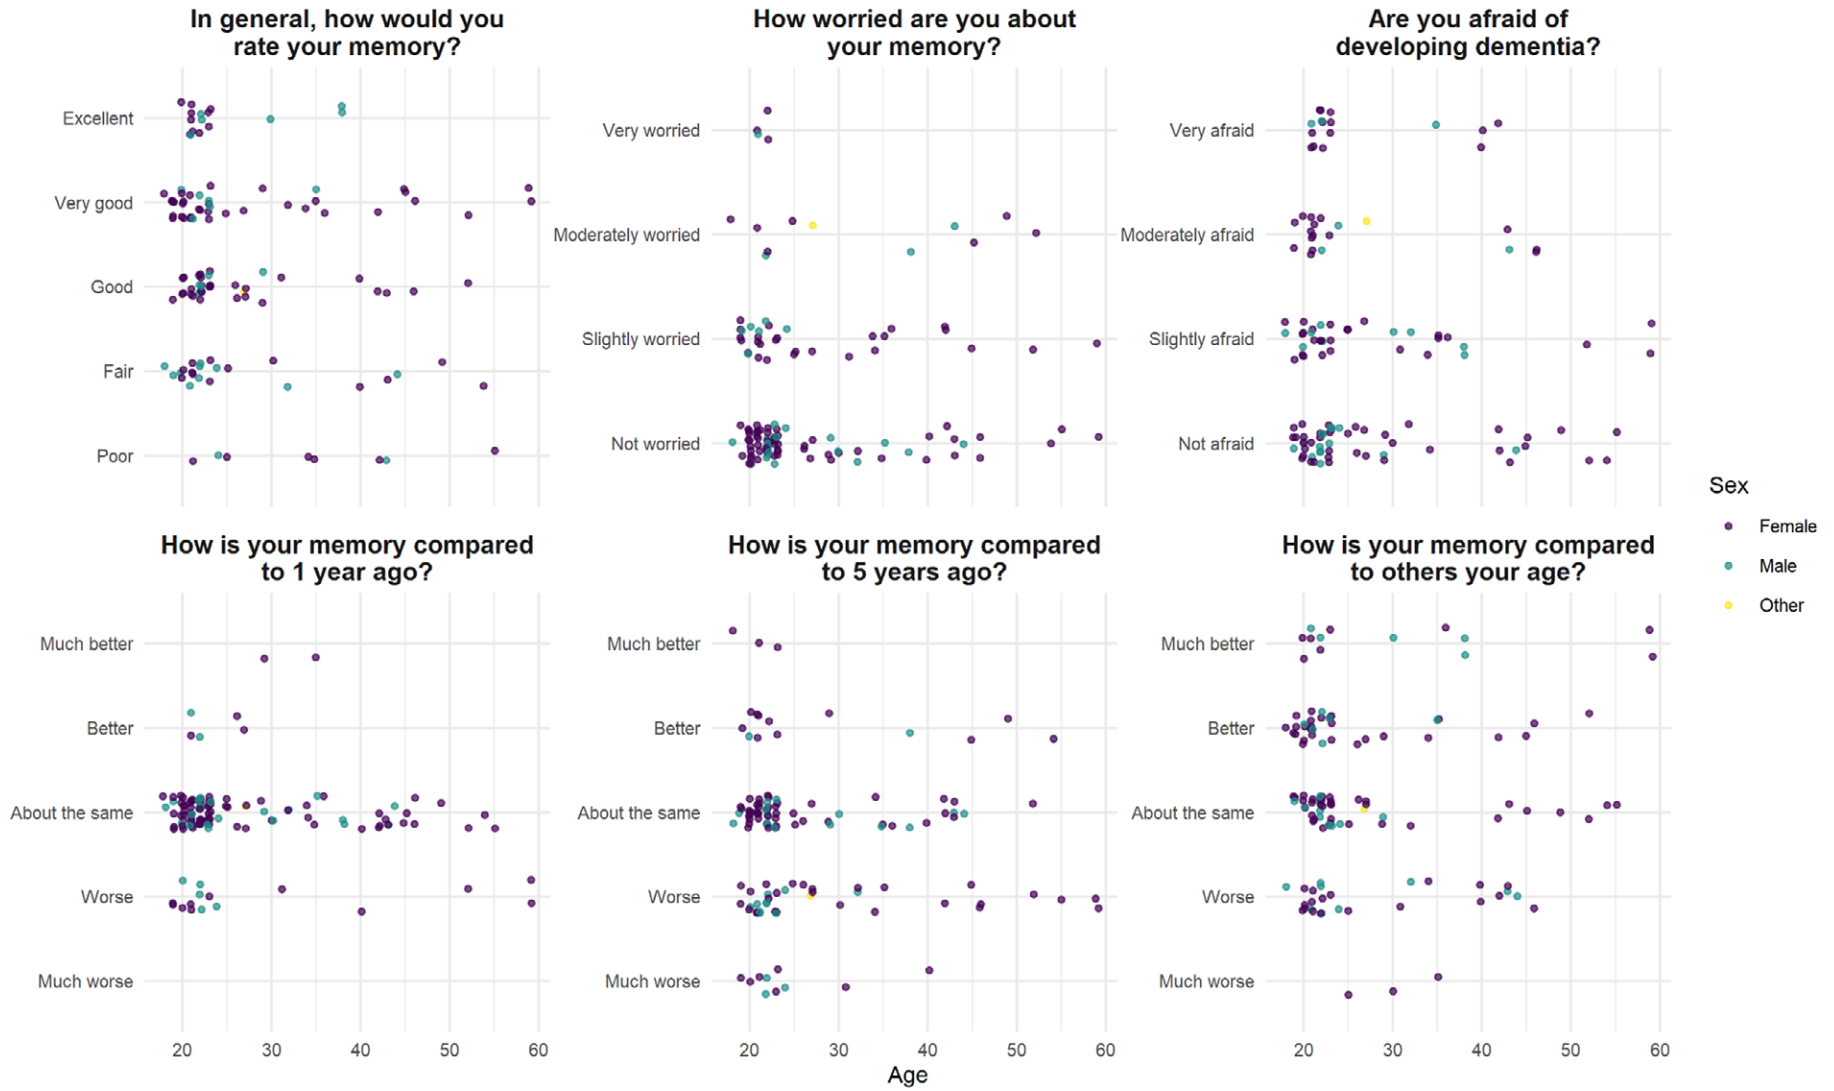 In general, how would you
rate your memory?
Excellent
Very good
Good
Fair
Poor
How worried are you about
your memory?
Very worried
Moderately worried
Slightly worried
Not worried
Are you afraid of
developing dementia?
Very afraid
Moderately afraid
Slightly afraid
Not afraid
How is your memory compared
to 1 year ago?
Much better
Better
About the same
Worse
Much worse
20 30 40 50 60
How is your memory compared
to 5 years ago?
Much better
Better
About the same
Worse
Much worse
20 30 40 50 60
How is your memory compared
to others your age?
Much better
Better
About the same
Worse
Much worse
20 30 40 50 60
Age
Sex
Female
Male
Other